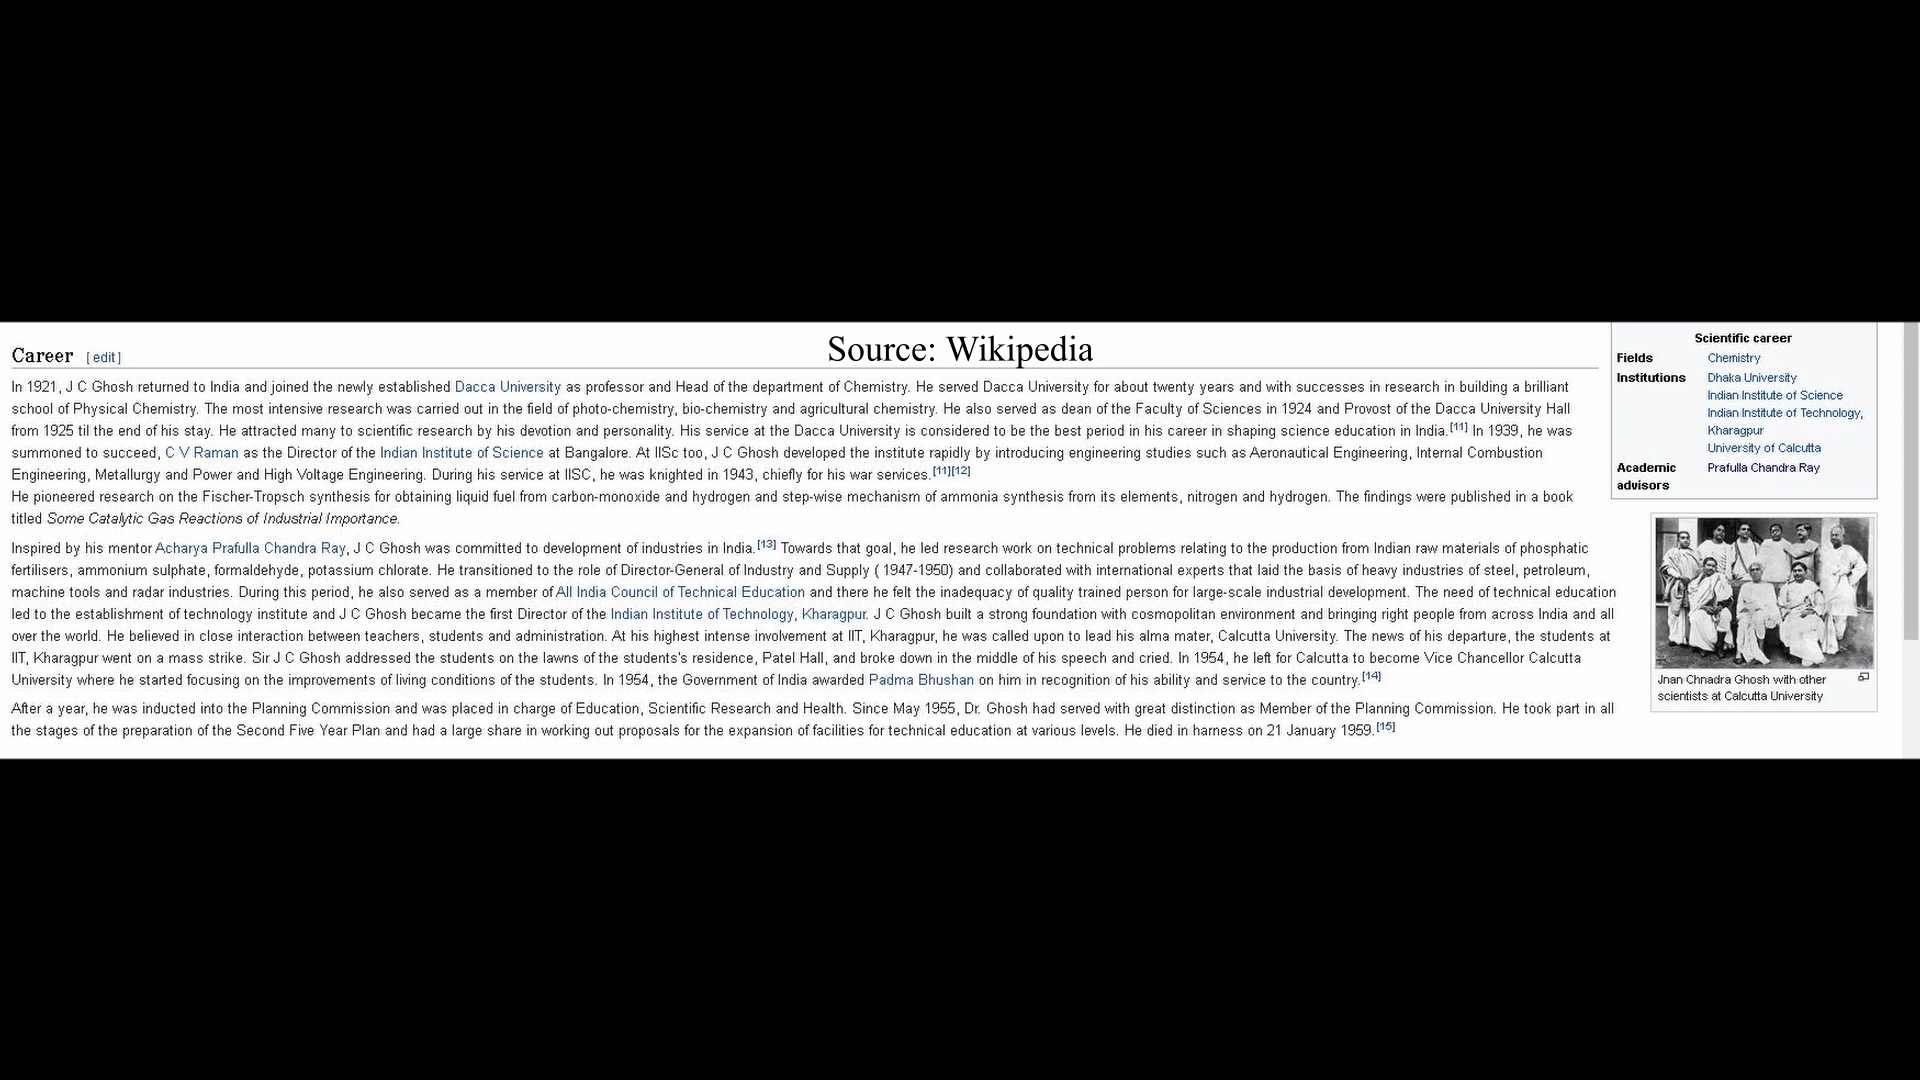 Source: Wikipedia
Career [ edit ]
In 1921, J C Ghosh returned to India and joined the newly established Dacca University as professor and Head of the department of Chemistry. He served Dacca University for about twenty years and with successes in research in building a brilliant
school of Physical Chemistry. The most intensive research was carried out in the field of photo-chemistry, bio-chemistry and agricultural chemistry. He also served as dean of the Faculty of Sciences in 1924 and Provost of the Dacca University Hall
from 1925 til the end of his stay. He attracted many to scientific research by his devotion and personality. His service at the Dacca University is considered to be the best period in his career in shaping science education in India.[11] In 1939, he was
summoned to succeed, C V Raman as the Director of the Indian Institute of Science at Bangalore. At IISc too, J C Ghosh developed the institute rapidly by introducing engineering studies such as Aeronautical Engineering, Internal Combustion
Engineering, Metallurgy and Power and High Voltage Engineering. During his service at IISC, he was knighted in 1943, chiefly for his war services.[11][12]
He pioneered research on the Fischer-Tropsch synthesis for obtaining liquid fuel from carbon-monoxide and hydrogen and step-wise mechanism of ammonia synthesis from its elements, nitrogen and hydrogen. The findings were published in a book
titled Some Catalytic Gas Reactions of Industrial Importance.
Inspired by his mentor Acharya Prafulla Chandra Ray, J C Ghosh was committed to development of industries in India.[13] Towards that goal, he led research work on technical problems relating to the production from Indian raw materials of phosphatic
fertilisers, ammonium sulphate, formaldehyde, potassium chlorate. He transitioned to the role of Director-General of Industry and Supply ( 1947-1950) and collaborated with international experts that laid the basis of heavy industries of steel, petroleum,
machine tools and radar industries. During this period, he also served as a member of All India Council of Technical Education and there he felt the inadequacy of quality trained person for large-scale industrial development. The need of technical education
led to the establishment of technology institute and J C Ghosh became the first Director of the Indian Institute of Technology, Kharagpur. J C Ghosh built a strong foundation with cosmopolitan environment and bringing right people from across India and all
over the world. He believed in close interaction between teachers, students and administration. At his highest intense involvement at IIT, Kharagpur, he was called upon to lead his alma mater, Calcutta University. The news of his departure, the students at
IIT, Kharagpur went on a mass strike. Sir J C Ghosh addressed the students on the lawns of the students's residence, Patel Hall, and broke down in the middle of his speech and cried. In 1954, he left for Calcutta to become Vice Chancellor Calcutta
University where he started focusing on the improvements of living conditions of the students. In 1954, the Government of India awarded Padma Bhushan on him in recognition of his ability and service to the country.[14]
After a year, he was inducted into the Planning Commission and was placed in charge of Education, Scientific Research and Health. Since May 1955, Dr. Ghosh had served with great distinction as Member of the Planning Commission. He took part in all
the stages of the preparation of the Second Five Year Plan and had a large share in working out proposals for the expansion of facilities for technical education at various levels. He died in harness on 21 January 1959.[15]
Scientific career
Fields Chemistry
Institutions Dhaka University
Indian Institute of Science
Indian Institute of Technology,
Kharagpur
University of Calcutta
Academic Prafulla Chandra Ray
advisors
Jnan Chnadra Ghosh with other
scientists at Calcutta University